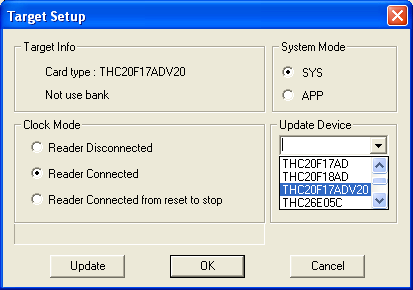 Target Setup
Target Info
Card type : THC20F17ADV20
Not use bank
System Mode
SYS
APP
Clock Mode
Reader Disconnected
Reader Connected
Reader Connected from reset to stop
Update Device
THC20F17AD
THC20F18AD
THC20F17ADV20
THC26E05C
Update
OK
Cancel